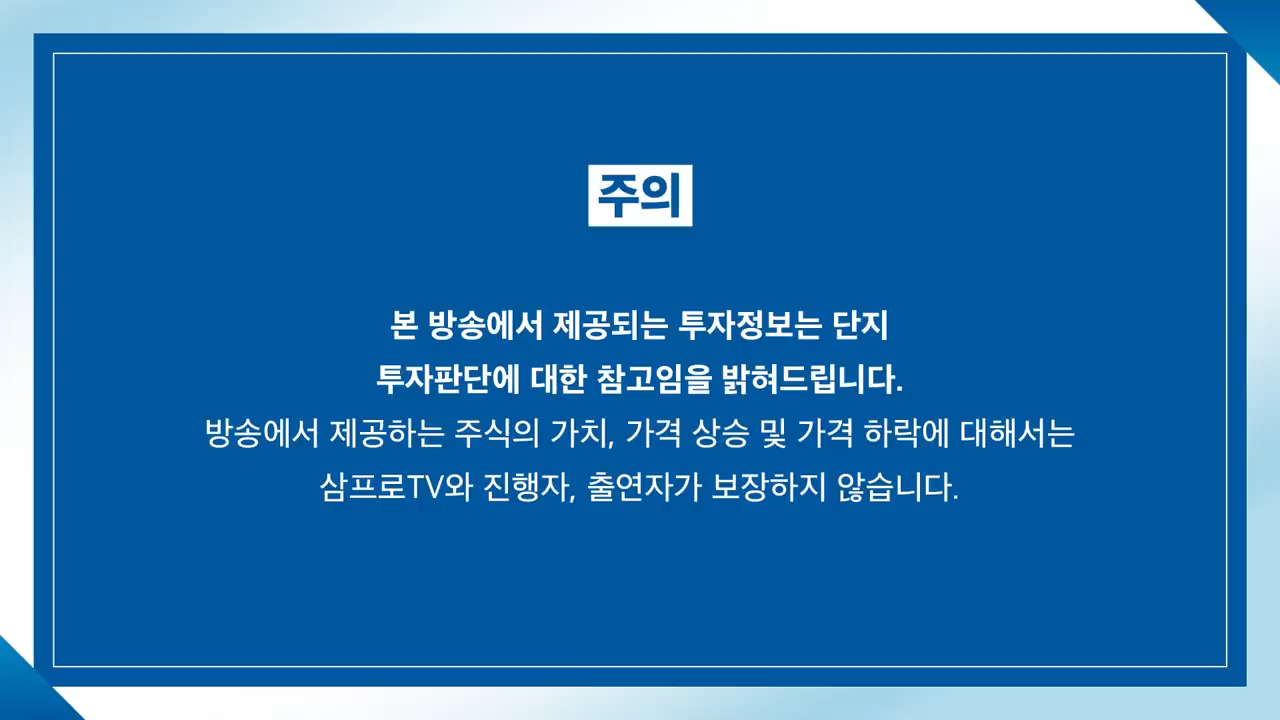 주의
본 방송에서 제공되는 투자정보는 단지
투자판단에 대한 참고임을 밝혀드립니다.
방송에서 제공하는 주식의 가치, 가격 상승 및 가격 하락에 대해서는
삼프로TV와 진행자, 출연자가 보장하지 않습니다.